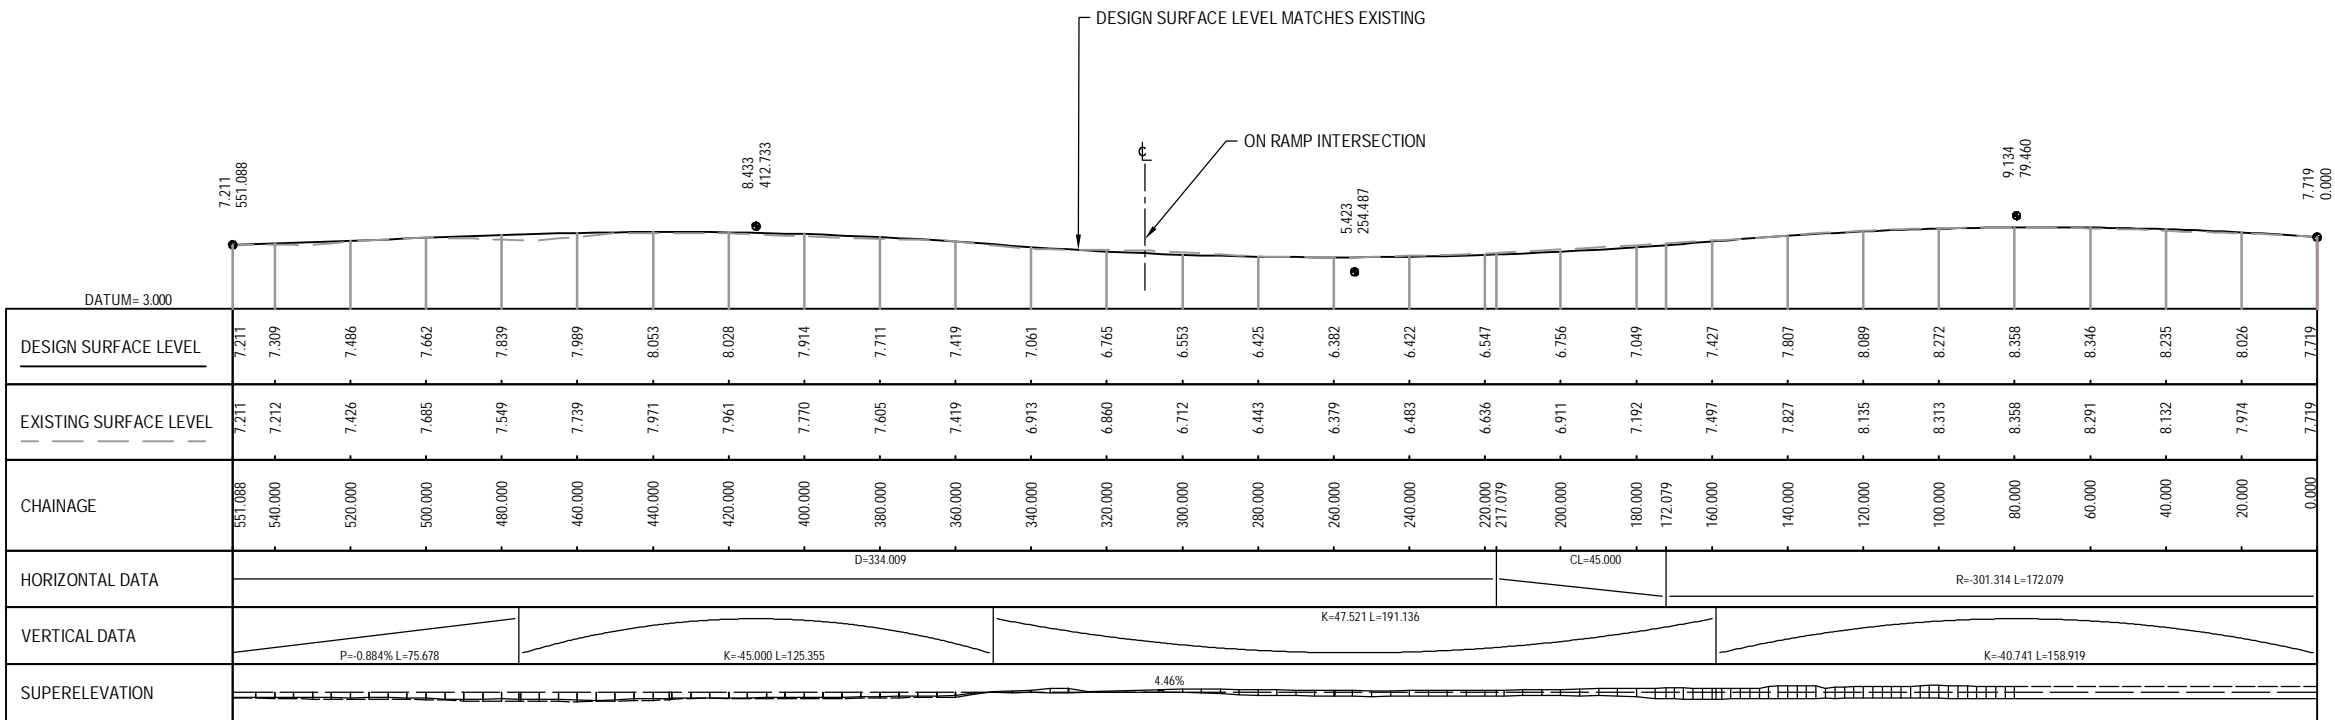 DESIGN SURFACE LEVEL MATCHES EXISTING
ON RAMP INTERSECTION
7.211
551.088
8.433
412.733
5.423
254.487
9.134
79.460
7.719
0.000
DATUM= 3.000
DESIGN SURFACE LEVEL 7.211 7.309 7.486 7.662 7.839 7.989 8.053 8.028 7.914 7.711 7.419 7.061 6.765 6.553 6.425 6.382 6.422 6.547 6.756 7.049 7.427 7.807 8.089 8.272 8.358 8.346 8.235 8.026 7.719
EXISTING SURFACE LEVEL 7.211 7.212 7.426 7.685 7.549 7.739 7.971 7.961 7.770 7.605 7.419 6.913 6.860 6.712 6.443 6.379 6.483 6.636 6.911 7.192 7.497 7.827 8.135 8.313 8.358 8.291 8.132 7.974 7.719
CHAINAGE 551.088 540.000 520.000 500.000 480.000 460.000 440.000 420.000 400.000 380.000 360.000 340.000 320.000 300.000 280.000 260.000 240.000 220.000 217.079 200.000 180.000 172.079 160.000 140.000 120.000 100.000 80.000 60.000 40.000 20.000 0.000
HORIZONTAL DATA D=334.009 CL=45.000 R=-301.314 L=172.079
VERTICAL DATA P=-0.884% L=75.678 K=-45.000 L=125.355 K=47.521 L=191.136 K=-40.741 L=158.919
SUPERELEVATION 4.46%